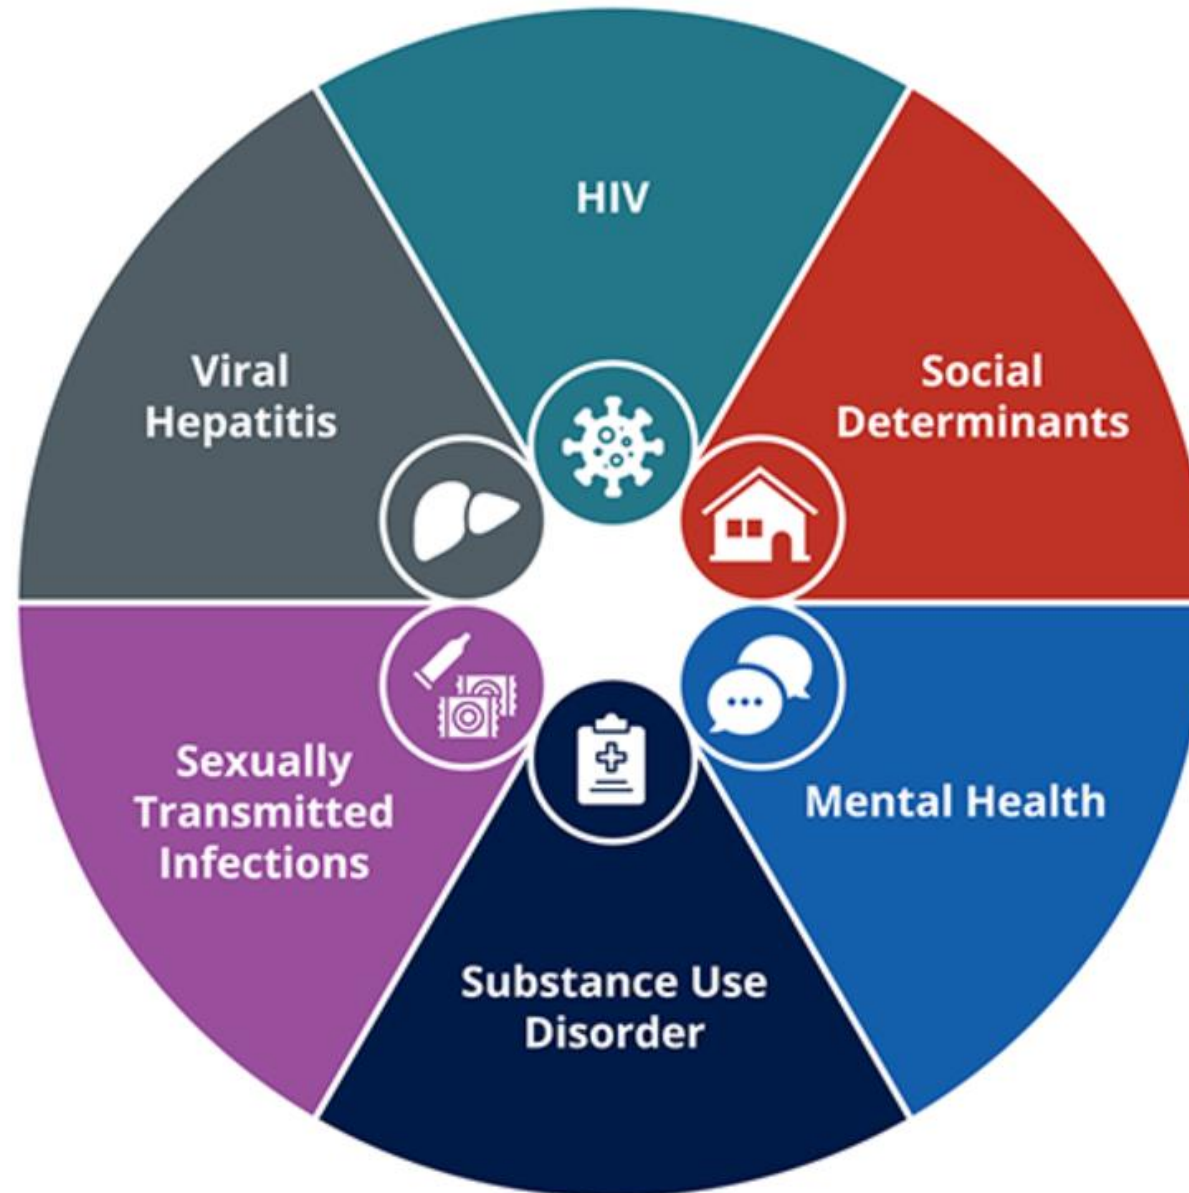 HIV
Social
Determinants
Mental Health
Substance Use
Disorder
Sexually
Transmitted
Infections
Viral
Hepatitis